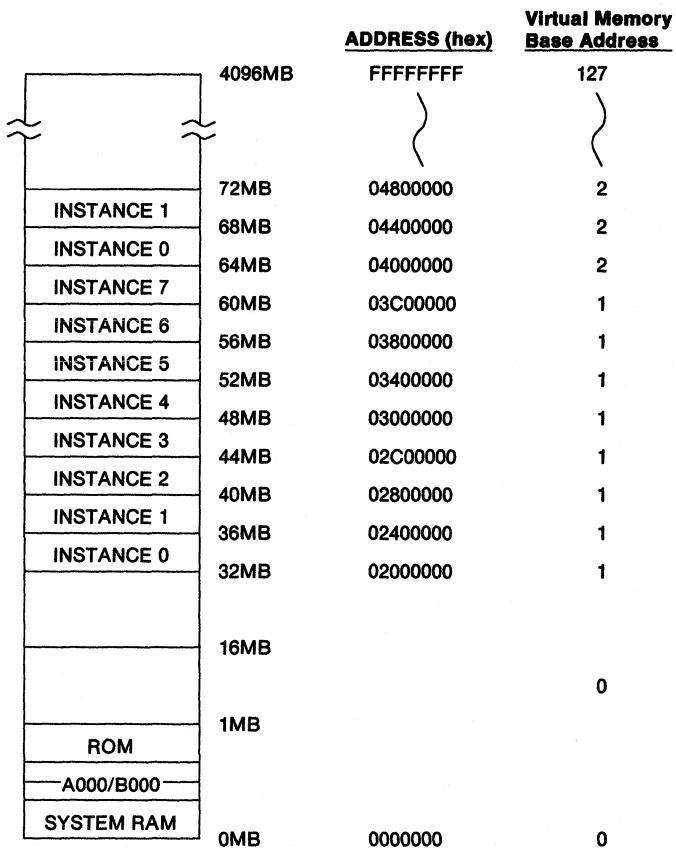 Virtual Memory
ADDRESS (hex) Base Address
4096MB FFFFFFFF 127
72MB 04800000 2
INSTANCE 1
68MB 04400000 2
INSTANCE 0
64MB 04000000 2
INSTANCE 7
60MB 03C00000 1
INSTANCE 6
56MB 03800000 1
INSTANCE 5
52MB 03400000 1
INSTANCE 4
48MB 03000000 1
INSTANCE 3
44MB 02C00000 1
INSTANCE 2
40MB 02800000 1
INSTANCE 1
36MB 02400000 1
INSTANCE 0
32MB 02000000 1
16MB
0
1MB
ROM
A000/B000
SYSTEM RAM
0MB 0000000 0